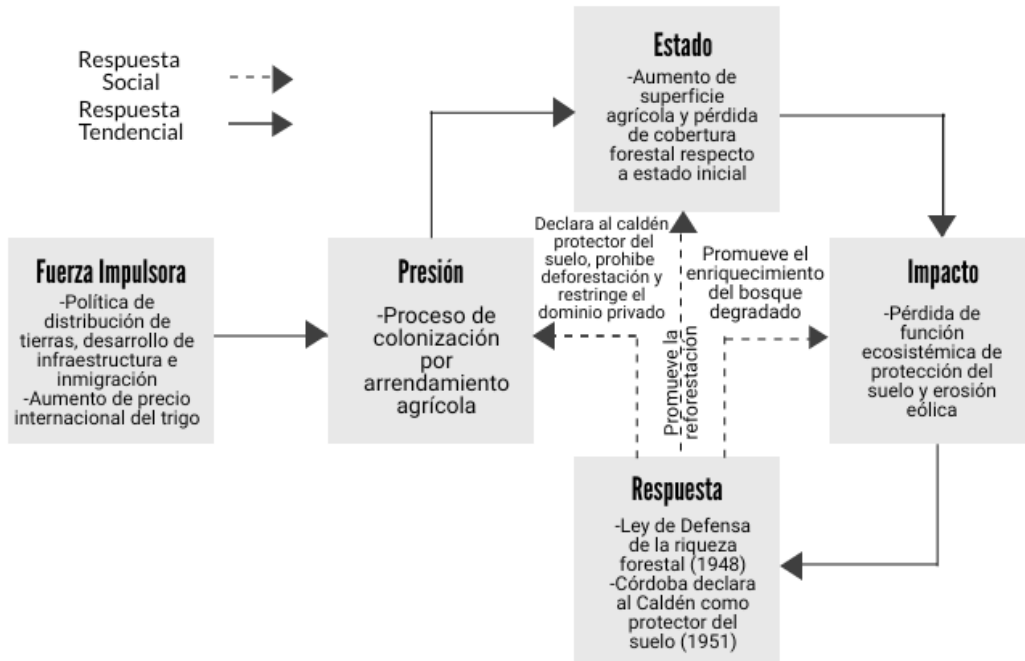 Respuesta
Social
Respuesta
Tendencial
Estado
-Aumento de
superficie
agrícola y pérdida
de cobertura
forestal respecto
a estado inicial
Fuerza Impulsora
-Política de
distribución de
tierras, desarrollo de
infraestructura e
inmigración
-Aumento de precio
internacional del trigo
Presión
-Proceso de
colonización
por
arrendamiento
agrícola
Declara al caldén
protector del
suelo, prohibe
deforestación y
restringe el
dominio privado
Promueve la
reforestación
Promueve el
enriquecimiento
del bosque
degradado
Impacto
-Pérdida de
función
ecosistémica de
protección del
suelo y erosión
eólica
Respuesta
-Ley de Defensa
de la riqueza
forestal (1948)
-Córdoba declara
al Caldén como
protector del
suelo (1951)